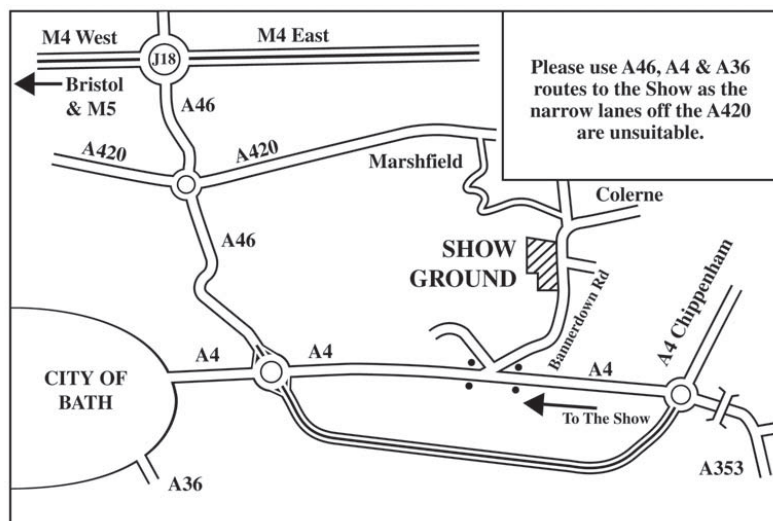 M4 West
M4 East
J18
Bristol
& M5
A46
Please use A46, A4 & A36
routes to the Show as the
narrow lanes off the A420
are unsuitable.
A420
A420
Marshfield
Colerne
A46
SHOW
GROUND
Bannerdown Rd
A4 Chippenham
A4
A4
A4
CITY OF
BATH
To The Show
A36
A353